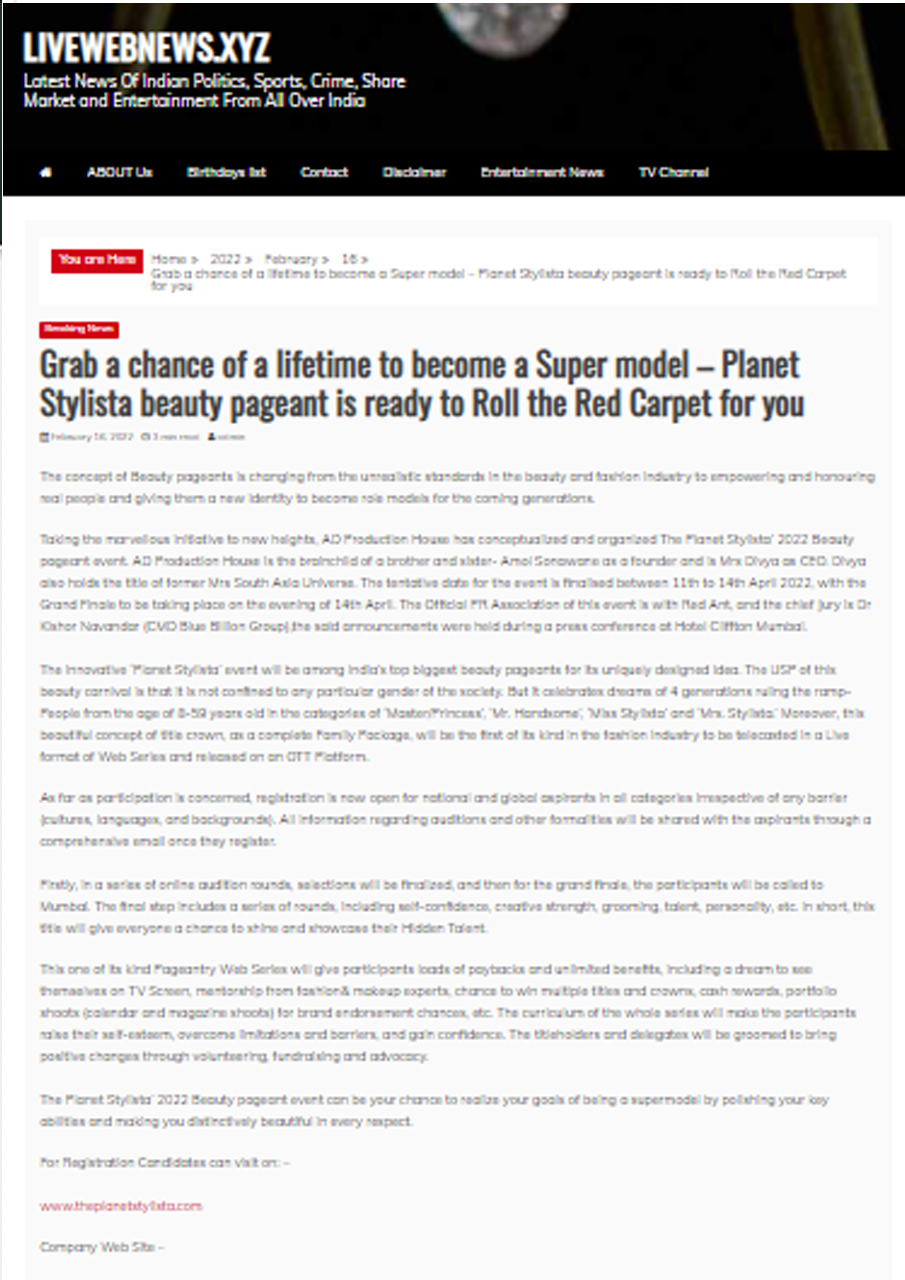 LIVEWEBNEWS.XYZ
Latest News Of Indian Politics, Sports, Crime, Share
Market and Entertainment From All Over India
ABOUT Us Birthdays list Contact Disclaimer Entertainment News TV Channel
You are Here Home > 2022 > February > 16 >
Grab a chance of a lifetime to become a Super model – Planet Stylista beauty pageant is ready to Roll the Red Carpet
for you
Breaking News
Grab a chance of a lifetime to become a Super model – Planet
Stylista beauty pageant is ready to Roll the Red Carpet for you
February 16, 2022 3 min read admin
The concept of Beauty pageants is changing from the unrealistic standards in the beauty and fashion industry to empowering and honouring
real people and giving them a new identity to become role models for the coming generations.
Taking the marvellous initiative to new heights, AD Production House has conceptualized and organized The Planet Stylista' 2022 Beauty
pageant event. AD Production House is the brainchild of a brother and sister- Amol Sonawane as a founder and is Mrs Divya as CEO. Divya
also holds the title of former Mrs South Asia Universe. The tentative date for the event is finalised between 11th to 14th April 2022, with the
Grand Finale to be taking place on the evening of 14th April. The Official PR Association of this event is with Red Ant, and the chief jury is Dr
Kishor Navandar (CMD Blue Billion Group),the said announcements were held during a press conference at Hotel Cliffton Mumbai.
The innovative 'Planet Stylista' event will be among India's top biggest beauty pageants for its uniquely designed idea. The USP of this
beauty carnival is that it is not confined to any particular gender of the society. But it celebrates dreams of 4 generations ruling the ramp-
People from the age of 8-59 years old in the categories of 'Master/Princess', 'Mr. Handsome', 'Miss Stylista' and 'Mrs. Stylista.' Moreover, this
beautiful concept of title crown, as a complete Family Package, will be the first of its kind in the fashion industry to be telecasted in a Live
format of Web Series and released on an OTT Platform.
As far as participation is concerned, registration is now open for national and global aspirants in all categories irrespective of any barrier
(cultures, languages, and backgrounds). All information regarding auditions and other formalities will be shared with the aspirants through a
comprehensive email once they register.
Firstly, in a series of online audition rounds, selections will be finalized, and then for the grand finale, the participants will be called to
Mumbai. The final step includes a series of rounds, including self-confidence, creative strength, grooming, talent, personality, etc. In short, this
title will give everyone a chance to shine and showcase their Hidden Talent.
This one of its kind Pageantry Web Series will give participants loads of paybacks and unlimited benefits, including a dream to see
themselves on TV Screen, mentorship from fashion& makeup experts, chance to win multiple titles and crowns, cash rewards, portfolio
shoots (calendar and magazine shoots) for brand endorsement chances, etc. The curriculum of the whole series will make the participants
raise their self-esteem, overcome limitations and barriers, and gain confidence. The titleholders and delegates will be groomed to bring
positive changes through volunteering, fundraising and advocacy.
The Planet Stylista' 2022 Beauty pageant event can be your chance to realize your goals of being a supermodel by polishing your key
abilities and making you distinctively beautiful in every respect.
For Registration Candidates can visit on: –
www.theplanetstylista.com
Company Web Site –